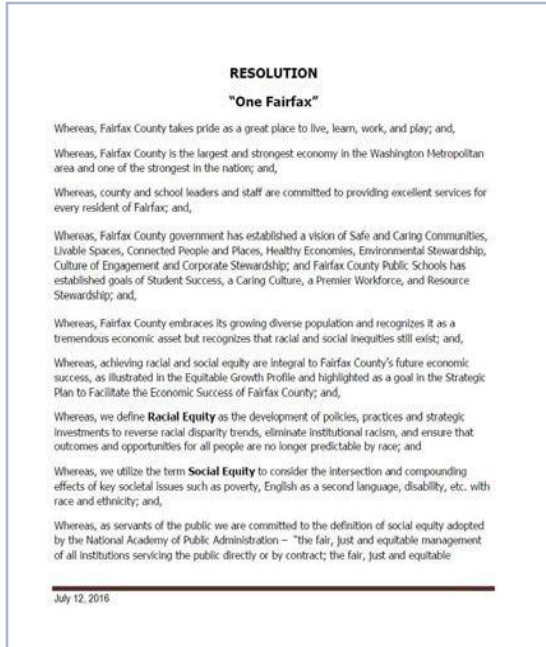 RESOLUTION
"One Fairfax"
Whereas, Fairfax County takes pride as a great place to live, learn, work, and play; and,
Whereas, Fairfax County is the largest and strongest economy in the Washington Metropolitan
area and one of the strongest in the nation; and,
Whereas, county and school leaders and staff are committed to providing excellent services for
every resident of Fairfax; and,
Whereas, Fairfax County government has established a vision of Safe and Caring Communities,
Livable Spaces, Connected People and Places, Healthy Economies, Environmental Stewardship,
Culture of Engagement and Corporate Stewardship; and Fairfax County Public Schools has
established goals of Student Success, a Caring Culture, a Premier Workforce, and Resource
Stewardship; and,
Whereas, Fairfax County embraces its growing diverse population and recognizes it as a
tremendous economic asset but recognizes that racial and social inequities still exist; and,
Whereas, achieving racial and social equity are integral to Fairfax County's future economic
success, as illustrated in the Equitable Growth Profile and highlighted as a goal in the Strategic
Plan to Facilitate the Economic Success of Fairfax County; and,
Whereas, we define Racial Equity as the development of policies, practices and strategic
investments to reverse racial disparity trends, eliminate institutional racism, and ensure that
outcomes and opportunities for all people are no longer predictable by race; and
Whereas, we utilize the term Social Equity to consider the intersection and compounding
effects of key societal issues such as poverty, English as a second language, disability, etc. with
race and ethnicity; and,
Whereas, as servants of the public we are committed to the definition of social equity adopted
by the National Academy of Public Administration – "the fair, just and equitable management
of all institutions servicing the public directly or by contract; the fair, just and equitable
July 12, 2016